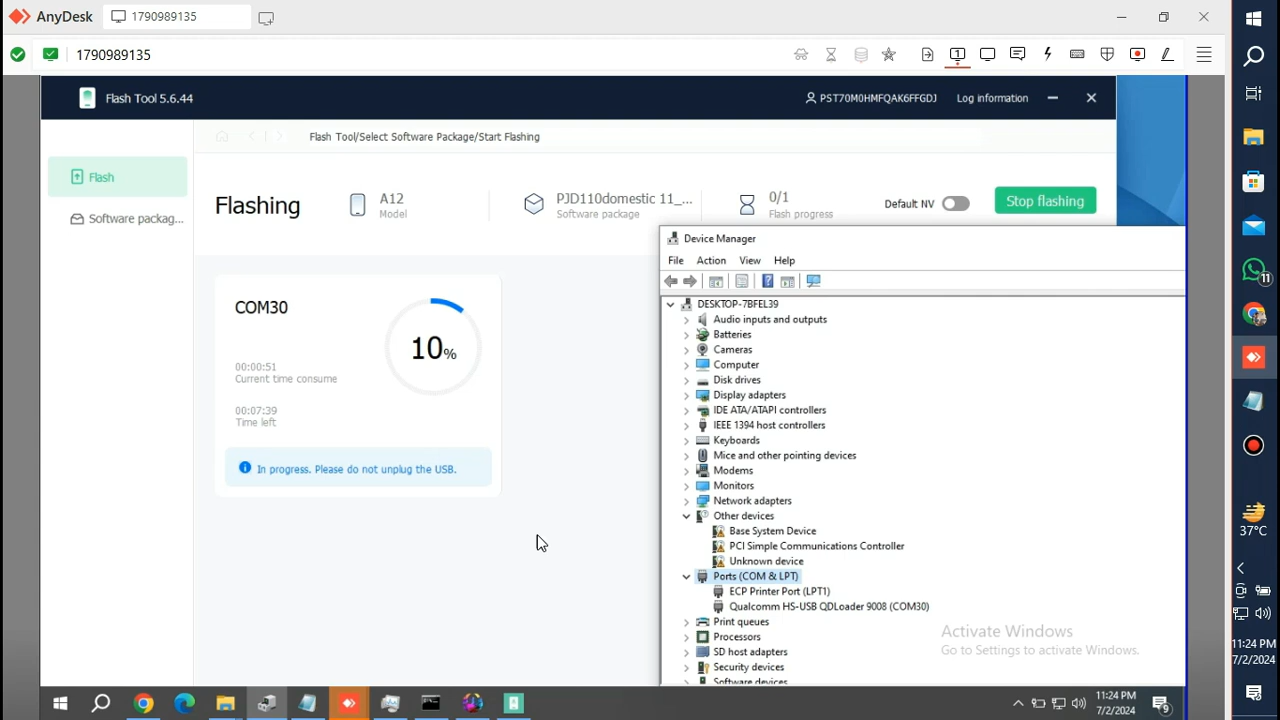 AnyDesk
1790989135
1790989135
1
Flash Tool 5.6.44
PST70M0HMFQAK6FFGDJ
Log information
Flash Tool/Select Software Package/Start Flashing
Flash
Software packag...
Flashing
A12
Model
PJD110domestic 11_...
Software package
0/1
Flash progress
Default NV
Stop flashing
COM30
10%
00:00:51
Current time consume
00:07:39
Time left
In progress. Please do not unplug the USB.
Device Manager
File Action View Help
DESKTOP-7BFEL39
Audio inputs and outputs
Batteries
Cameras
Computer
Disk drives
Display adapters
IDE ATA/ATAPI controllers
IEEE 1394 host controllers
Keyboards
Mice and other pointing devices
Modems
Monitors
Network adapters
Other devices
Base System Device
PCI Simple Communications Controller
Unknown device
Ports (COM & LPT)
ECP Printer Port (LPT1)
Qualcomm HS-USB QDLoader 9008 (COM30)
Print queues
Processors
SD host adapters
Security devices
Software devices
Activate Windows
Go to Settings to activate Windows.
11:24 PM
7/2/2024
9
11
37°C
11:24 PM
7/2/2024